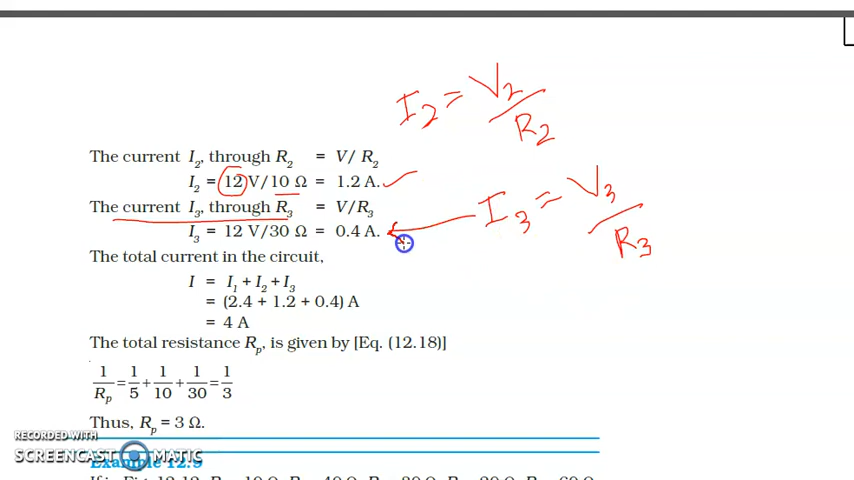 I₂ = V₂/R₂
The current I₂, through R₂ = V/ R₂
I₂ = 12 V/10 Ω = 1.2 A.
I₃ = V₃/R₃
The current I₃, through R₃ = V/R₃
I₃ = 12 V/30 Ω = 0.4 A.
The total current in the circuit,
I = I₁ + I₂ + I₃
= (2.4 + 1.2 + 0.4) A
= 4 A
The total resistance Rₚ, is given by [Eq. (12.18)]
1/Rₚ = 1/5 + 1/10 + 1/30 = 1/3
Thus, Rₚ = 3 Ω.
RECORDED WITH
SCREENCAST MATIC
Example 12.9